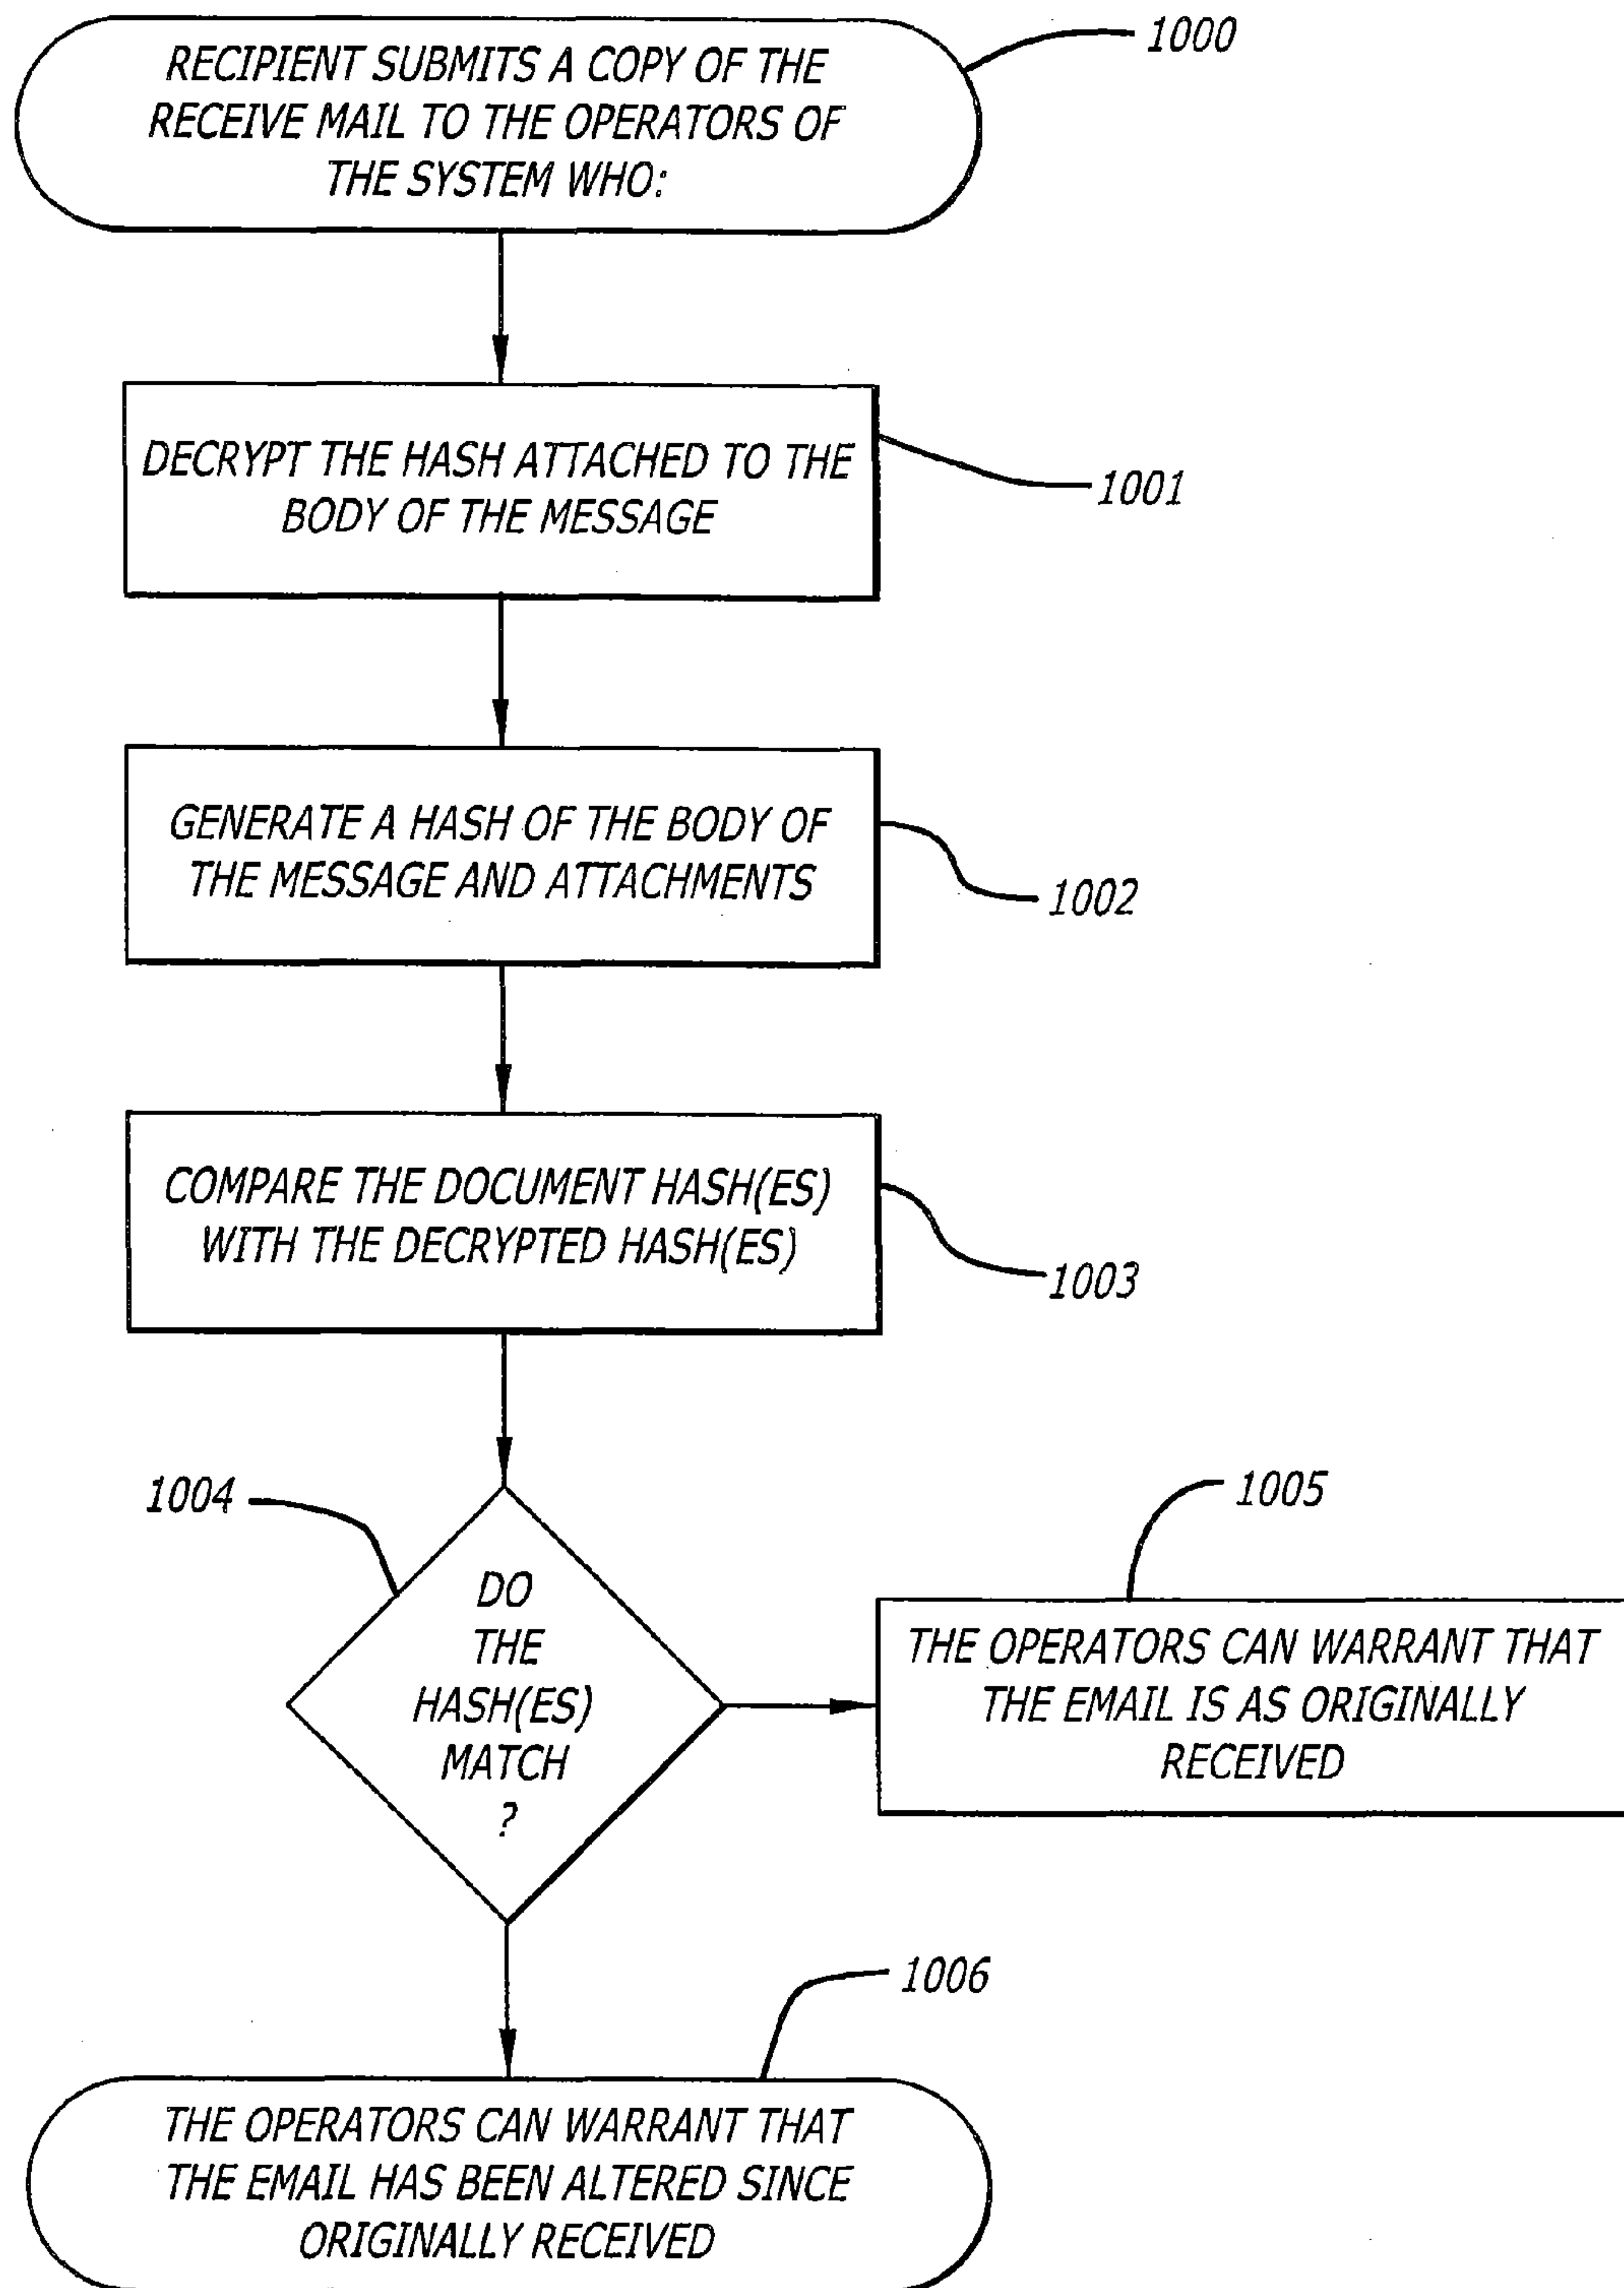 1000
RECIPIENT SUBMITS A COPY OF THE
RECEIVE MAIL TO THE OPERATORS OF
THE SYSTEM WHO:
DECRYPT THE HASH ATTACHED TO THE
BODY OF THE MESSAGE
1001
GENERATE A HASH OF THE BODY OF
THE MESSAGE AND ATTACHMENTS
1002
COMPARE THE DOCUMENT HASH(ES)
WITH THE DECRYPTED HASH(ES)
1003
1004
DO
THE
HASH(ES)
MATCH
?
1005
THE OPERATORS CAN WARRANT THAT
THE EMAIL IS AS ORIGINALLY
RECEIVED
1006
THE OPERATORS CAN WARRANT THAT
THE EMAIL HAS BEEN ALTERED SINCE
ORIGINALLY RECEIVED